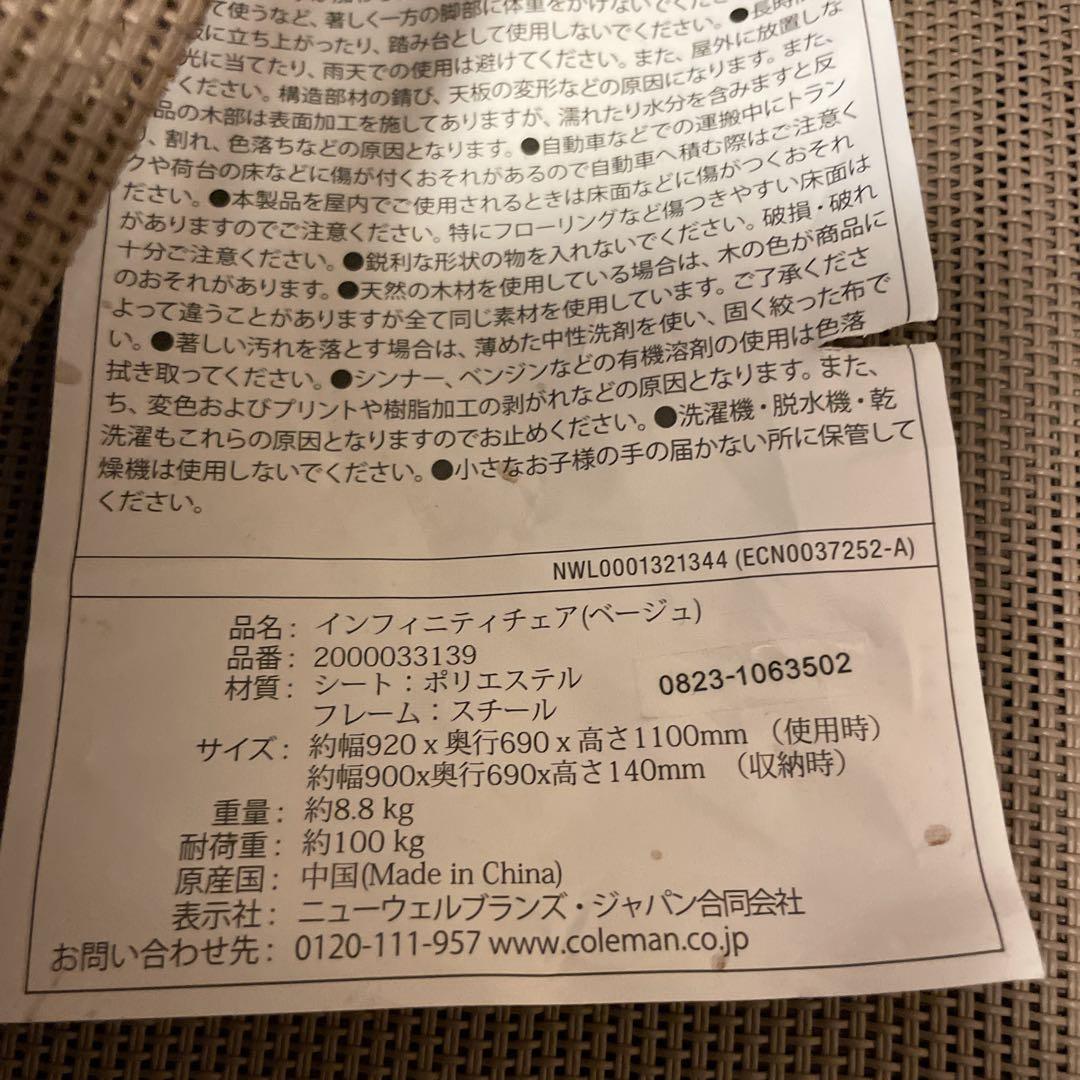 て使うなど、著しく一方の脚部に体重をかけないでくだ
に立ち上がったり、踏み台として使用しないでください。●長時
光に当てたり、雨天での使用は避けてください。また、屋外に放置しな
ください。構造部材の錆び、天板の変形などの原因になります。また、
品の木部は表面加工を施してありますが、濡れたり水分を含みますと反
、割れ、色落ちなどの原因となります。●自動車などでの運搬中にトラン
クや荷台の床などに傷が付くおそれがあるので自動車へ積む際はご注意く
ださい。●本製品を屋内でご使用されるときは床面などに傷がつくおそれ
がありますのでご注意ください。特にフローリングなど傷つきやすい床面は
十分ご注意ください。●鋭利な形状の物を入れないでください。破損・破れ
のおそれがあります。●天然の木材を使用している場合は、木の色が商品に
よって違うことがありますが全て同じ素材を使用しています。ご了承くださ
い。●著しい汚れを落とす場合は、薄めた中性洗剤を使い、固く絞った布で
拭き取ってください。●シンナー、ベンジンなどの有機溶剤の使用は色落
ち、変色およびプリントや樹脂加工の剥がれなどの原因となります。また、
洗濯もこれらの原因となりますのでお止めください。●洗濯機・脱水機・乾
燥機は使用しないでください。●小さなお子様の手の届かない所に保管して
ください。
NWL0001321344 (ECN0037252-A)
品名: インフィニティチェア(ベージュ)
品番: 2000033139
材質: シート:ポリエステル
0823-1063502
フレーム:スチール
サイズ: 約幅920 x 奥行690 x 高さ1100mm (使用時)
約幅900x奥行690x高さ140mm (収納時)
重量: 約8.8 kg
耐荷重: 約100 kg
原産国: 中国(Made in China)
表示社: ニューウェルブランズ・ジャパン合同会社
お問い合わせ先: 0120-111-957 www.coleman.co.jp